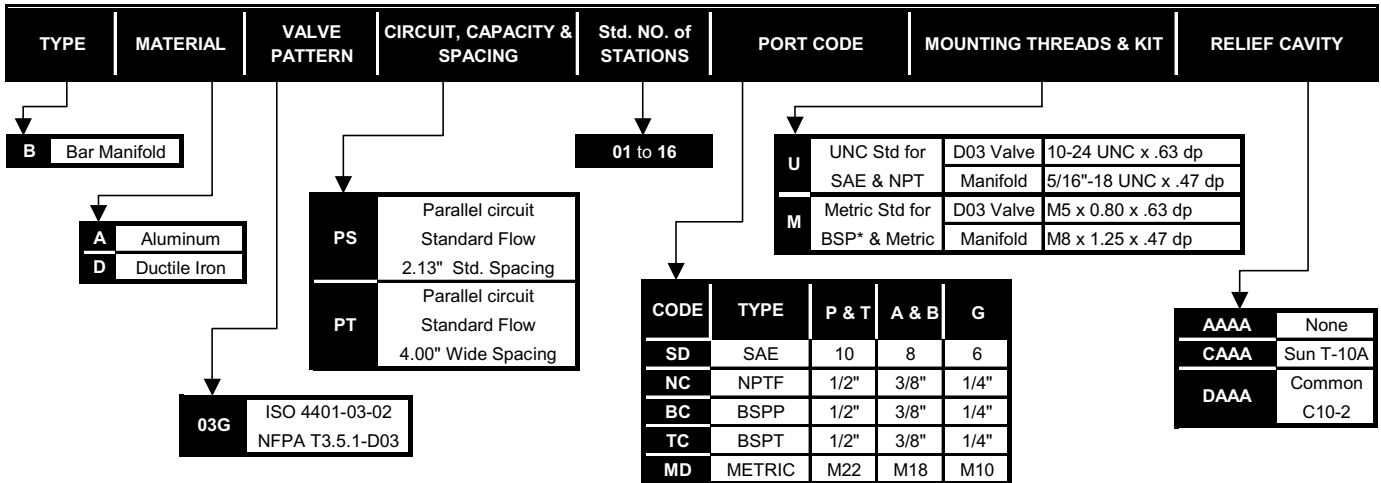 TYPE
MATERIAL
VALVE
PATTERN
CIRCUIT, CAPACITY &
SPACING
Std. NO. of
STATIONS
PORT CODE
MOUNTING THREADS & KIT
RELIEF CAVITY
B Bar Manifold
A Aluminum
D Ductile Iron
03G
ISO 4401-03-02
NFPA T3.5.1-D03
PS
Parallel circuit
Standard Flow
2.13" Std. Spacing
PT
Parallel circuit
Standard Flow
4.00" Wide Spacing
01 to 16
CODE TYPE P & T A & B G
SD SAE 10 8 6
NC NPTF 1/2" 3/8" 1/4"
BC BSPP 1/2" 3/8" 1/4"
TC BSPT 1/2" 3/8" 1/4"
MD METRIC M22 M18 M10
U
UNC Std for D03 Valve 10-24 UNC x .63 dp
SAE & NPT Manifold 5/16"-18 UNC x .47 dp
M
Metric Std for D03 Valve M5 x 0.80 x .63 dp
BSP* & Metric Manifold M8 x 1.25 x .47 dp
AAAA None
CAAA Sun T-10A
DAAA
Common
C10-2